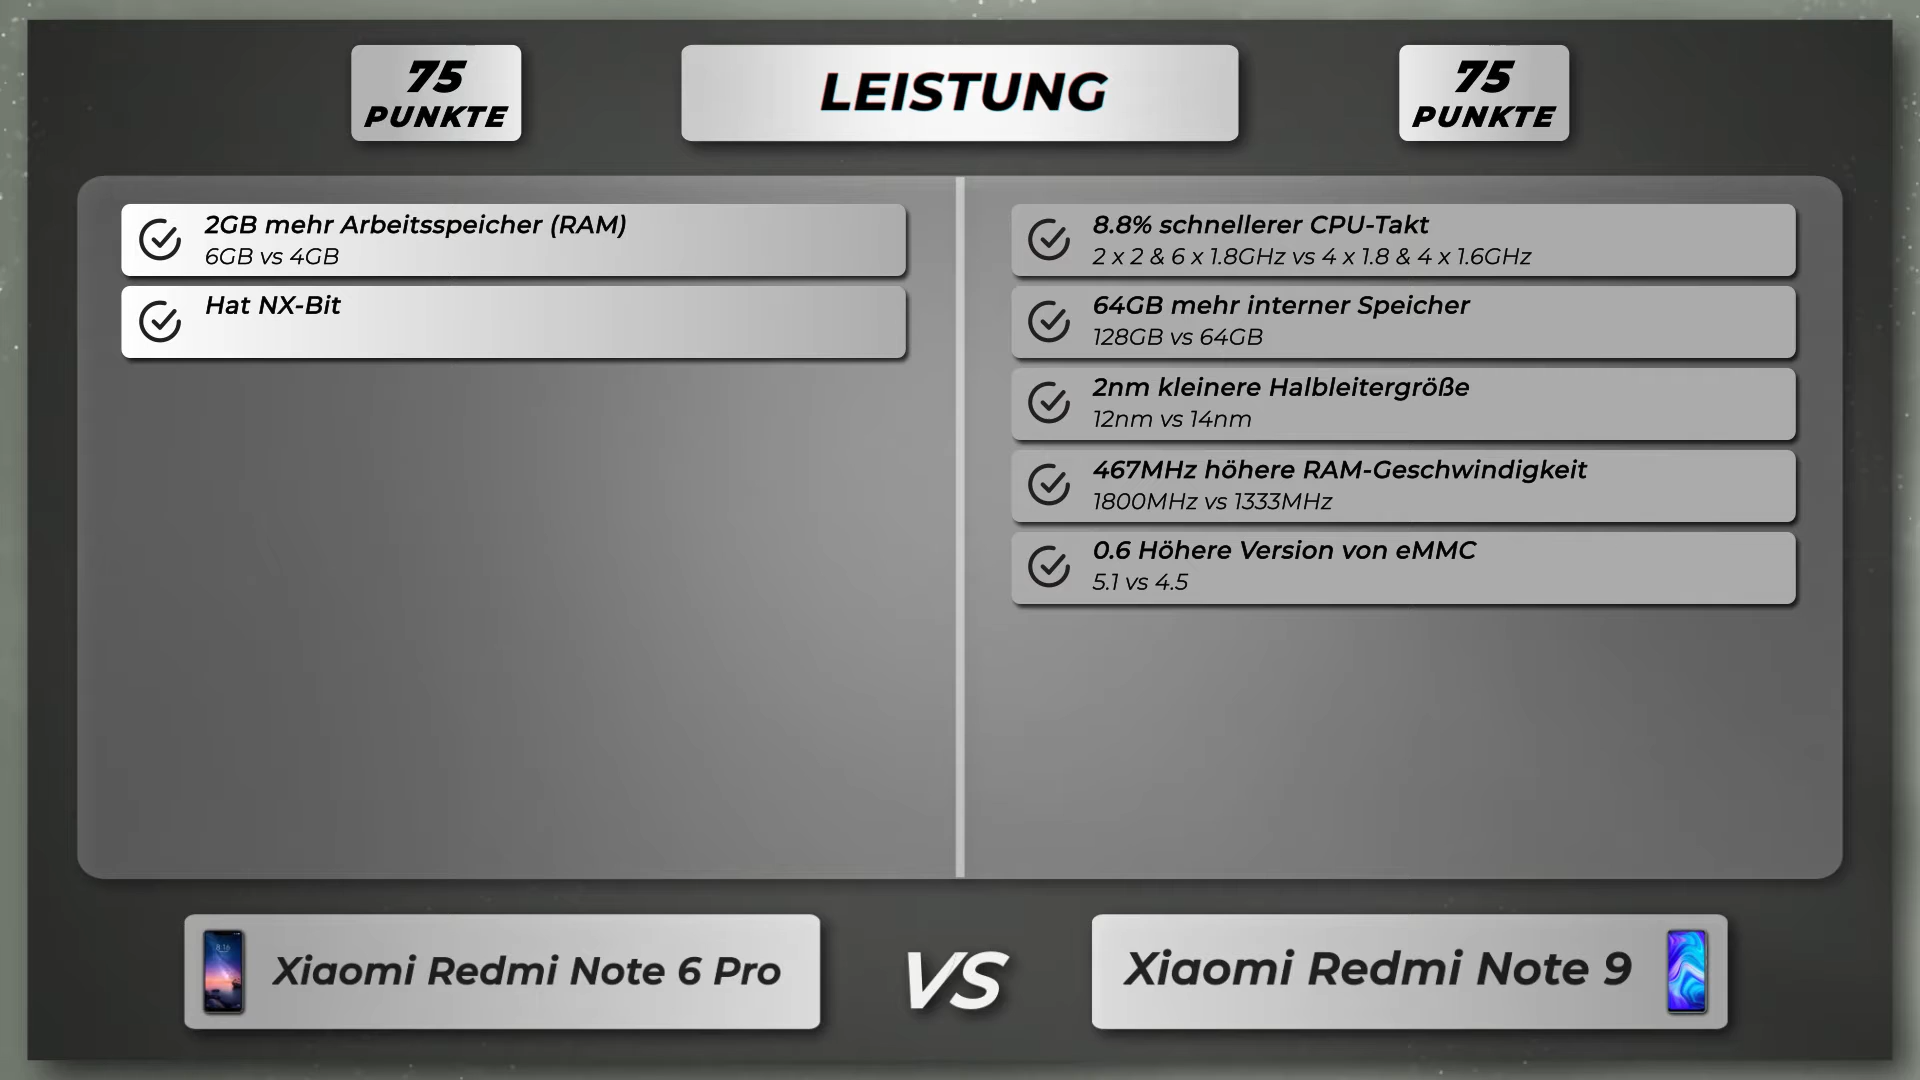 75
PUNKTE
LEISTUNG
75
PUNKTE
2GB mehr Arbeitsspeicher (RAM)
6GB vs 4GB
Hat NX-Bit
8.8% schnellerer CPU-Takt
2 x 2 & 6 x 1.8GHz vs 4 x 1.8 & 4 x 1.6GHz
64GB mehr interner Speicher
128GB vs 64GB
2nm kleinere Halbleitergröße
12nm vs 14nm
467MHz höhere RAM-Geschwindigkeit
1800MHz vs 1333MHz
0.6 Höhere Version von eMMC
5.1 vs 4.5
8:16
Xiaomi Redmi Note 6 Pro
VS
Xiaomi Redmi Note 9